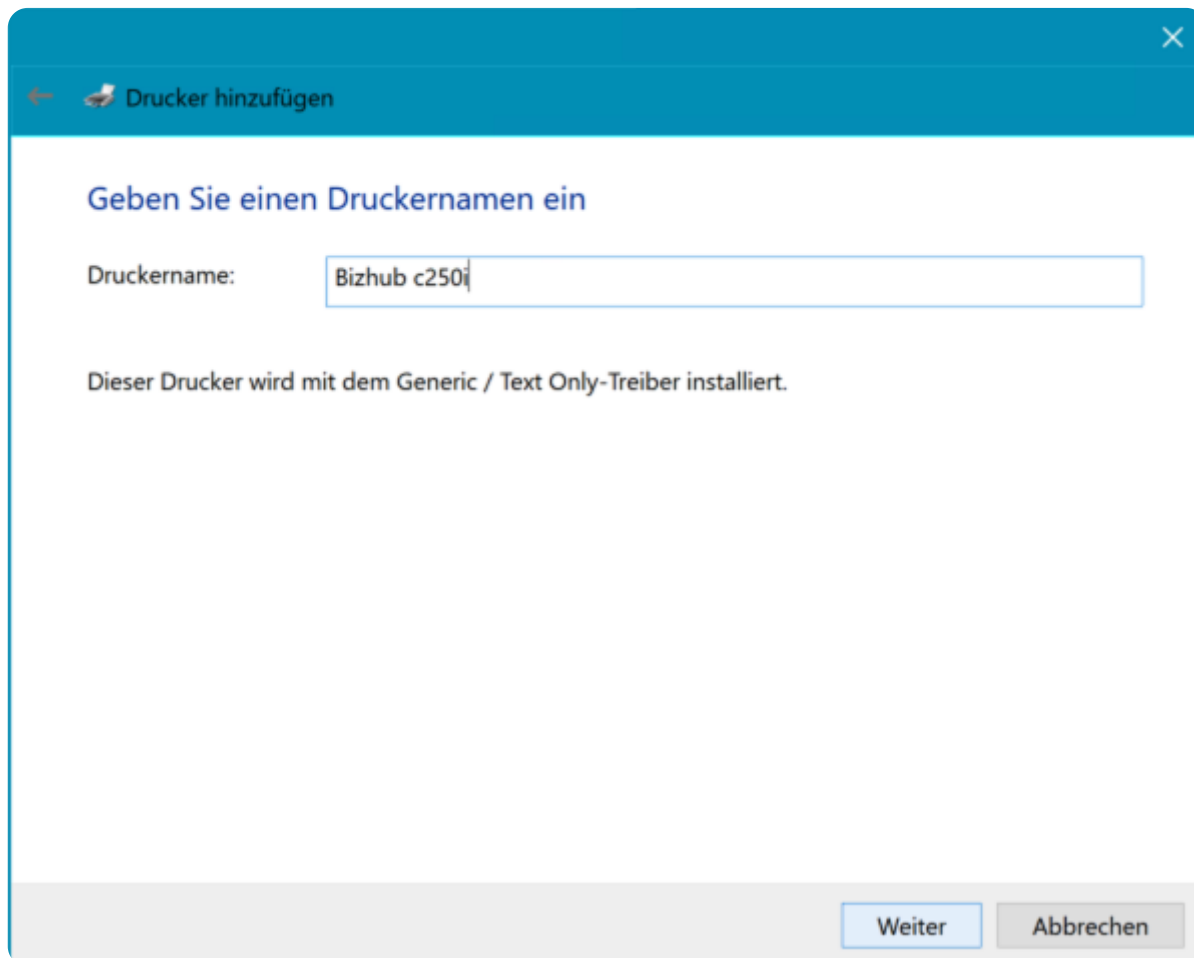 Drucker hinzufügen
Geben Sie einen Druckernamen ein
Druckername: Bizhub c250i
Dieser Drucker wird mit dem Generic / Text Only-Treiber installiert.
Weiter Abbrechen